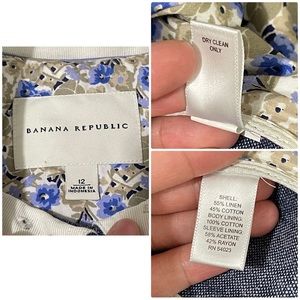 BANANA REPUBLIC
12
MADE IN
INDONESIA
DRY CLEAN
ONLY
SHELL:
55% LINEN
45% COTTON
BODY LINING:
100% COTTON
SLEEVE LINING:
58% ACETATE
42% RAYON
RN 54023